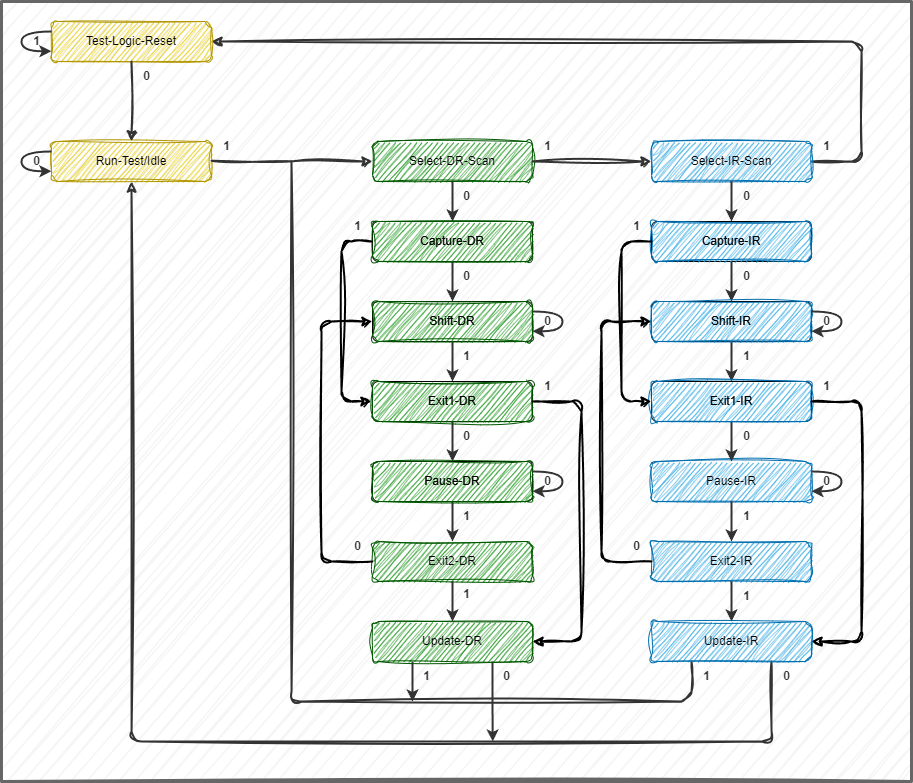 Test-Logic-Reset
1
0
Run-Test/Idle
0
1
Select-DR-Scan
1
Select-IR-Scan
1
0
0
1
Capture-DR
1
Capture-IR
0
0
Shift-DR
0
Shift-IR
0
1
1
Exit1-DR
1
Exit1-IR
1
0
0
Pause-DR
0
Pause-IR
0
1
1
0
Exit2-DR
0
Exit2-IR
1
1
Update-DR
Update-IR
1
0
1
0